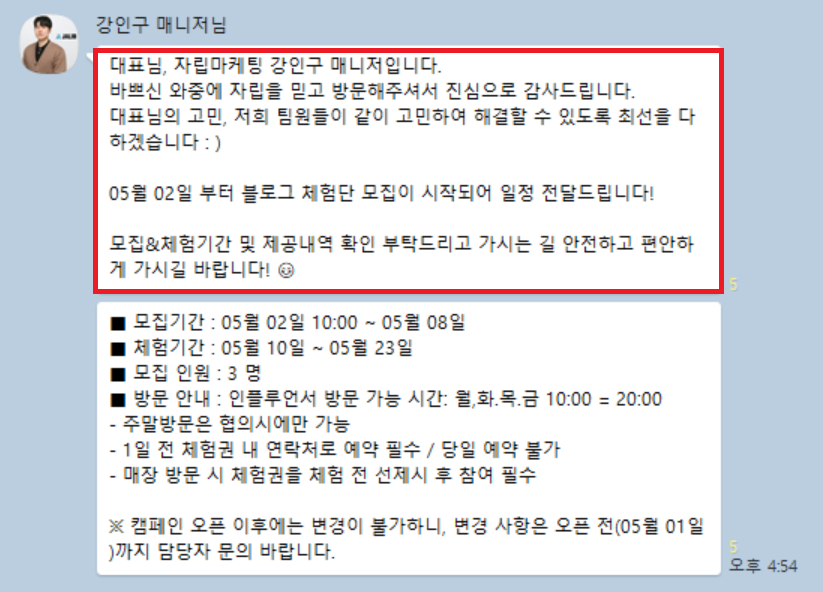 강인구 매니저님
대표님, 자립마케팅 강인구 매니저입니다.
바쁘신 와중에 자립을 믿고 방문해주셔서 진심으로 감사드립니다.
대표님의 고민, 저희 팀원들이 같이 고민하여 해결할 수 있도록 최선을 다
하겠습니다 : )
05월 02일 부터 블로그 체험단 모집이 시작되어 일정 전달드립니다!
모집&체험기간 및 제공내역 확인 부탁드리고 가시는 길 안전하고 편안하
게 가시길 바랍니다! 😃
5
■ 모집기간 : 05월 02일 10:00 ~ 05월 08일
■ 체험기간 : 05월 10일 ~ 05월 23일
■ 모집 인원 : 3 명
■ 방문 안내 : 인플루언서 방문 가능 시간: 월,화.목.금 10:00 = 20:00
- 주말방문은 협의시에만 가능
- 1일 전 체험권 내 연락처로 예약 필수 / 당일 예약 불가
- 매장 방문 시 체험권을 체험 전 선제시 후 참여 필수
※ 캠페인 오픈 이후에는 변경이 불가하니, 변경 사항은 오픈 전(05월 01일
)까지 담당자 문의 바랍니다.
5
오후 4:54